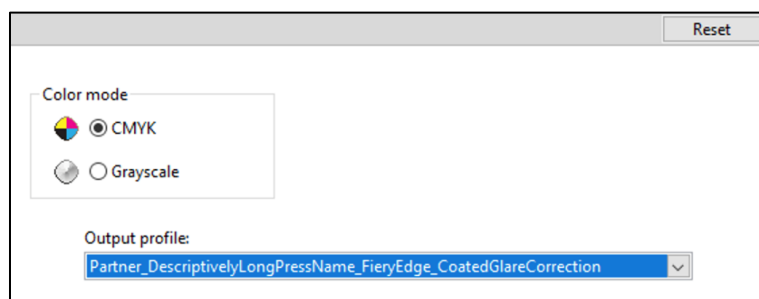 Reset
Color mode
CMYK
Grayscale
Output profile:
Partner_DescriptivelyLongPressName_FieryEdge_CoatedGlareCorrection